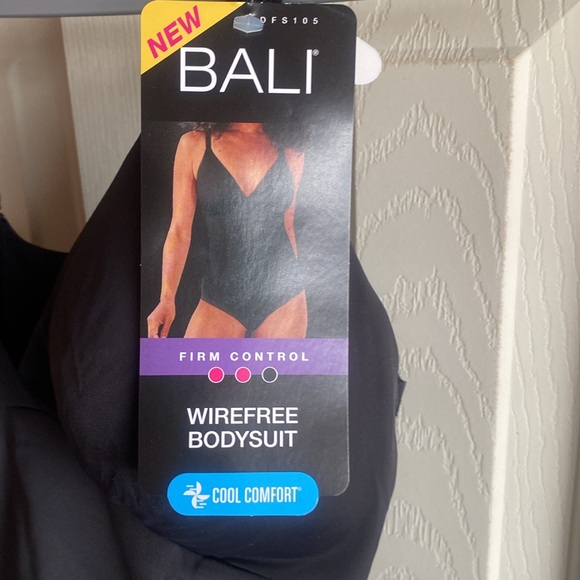 NEW
DFS105
BALI®
FIRM CONTROL
WIREFREE
BODYSUIT
COOL COMFORT®